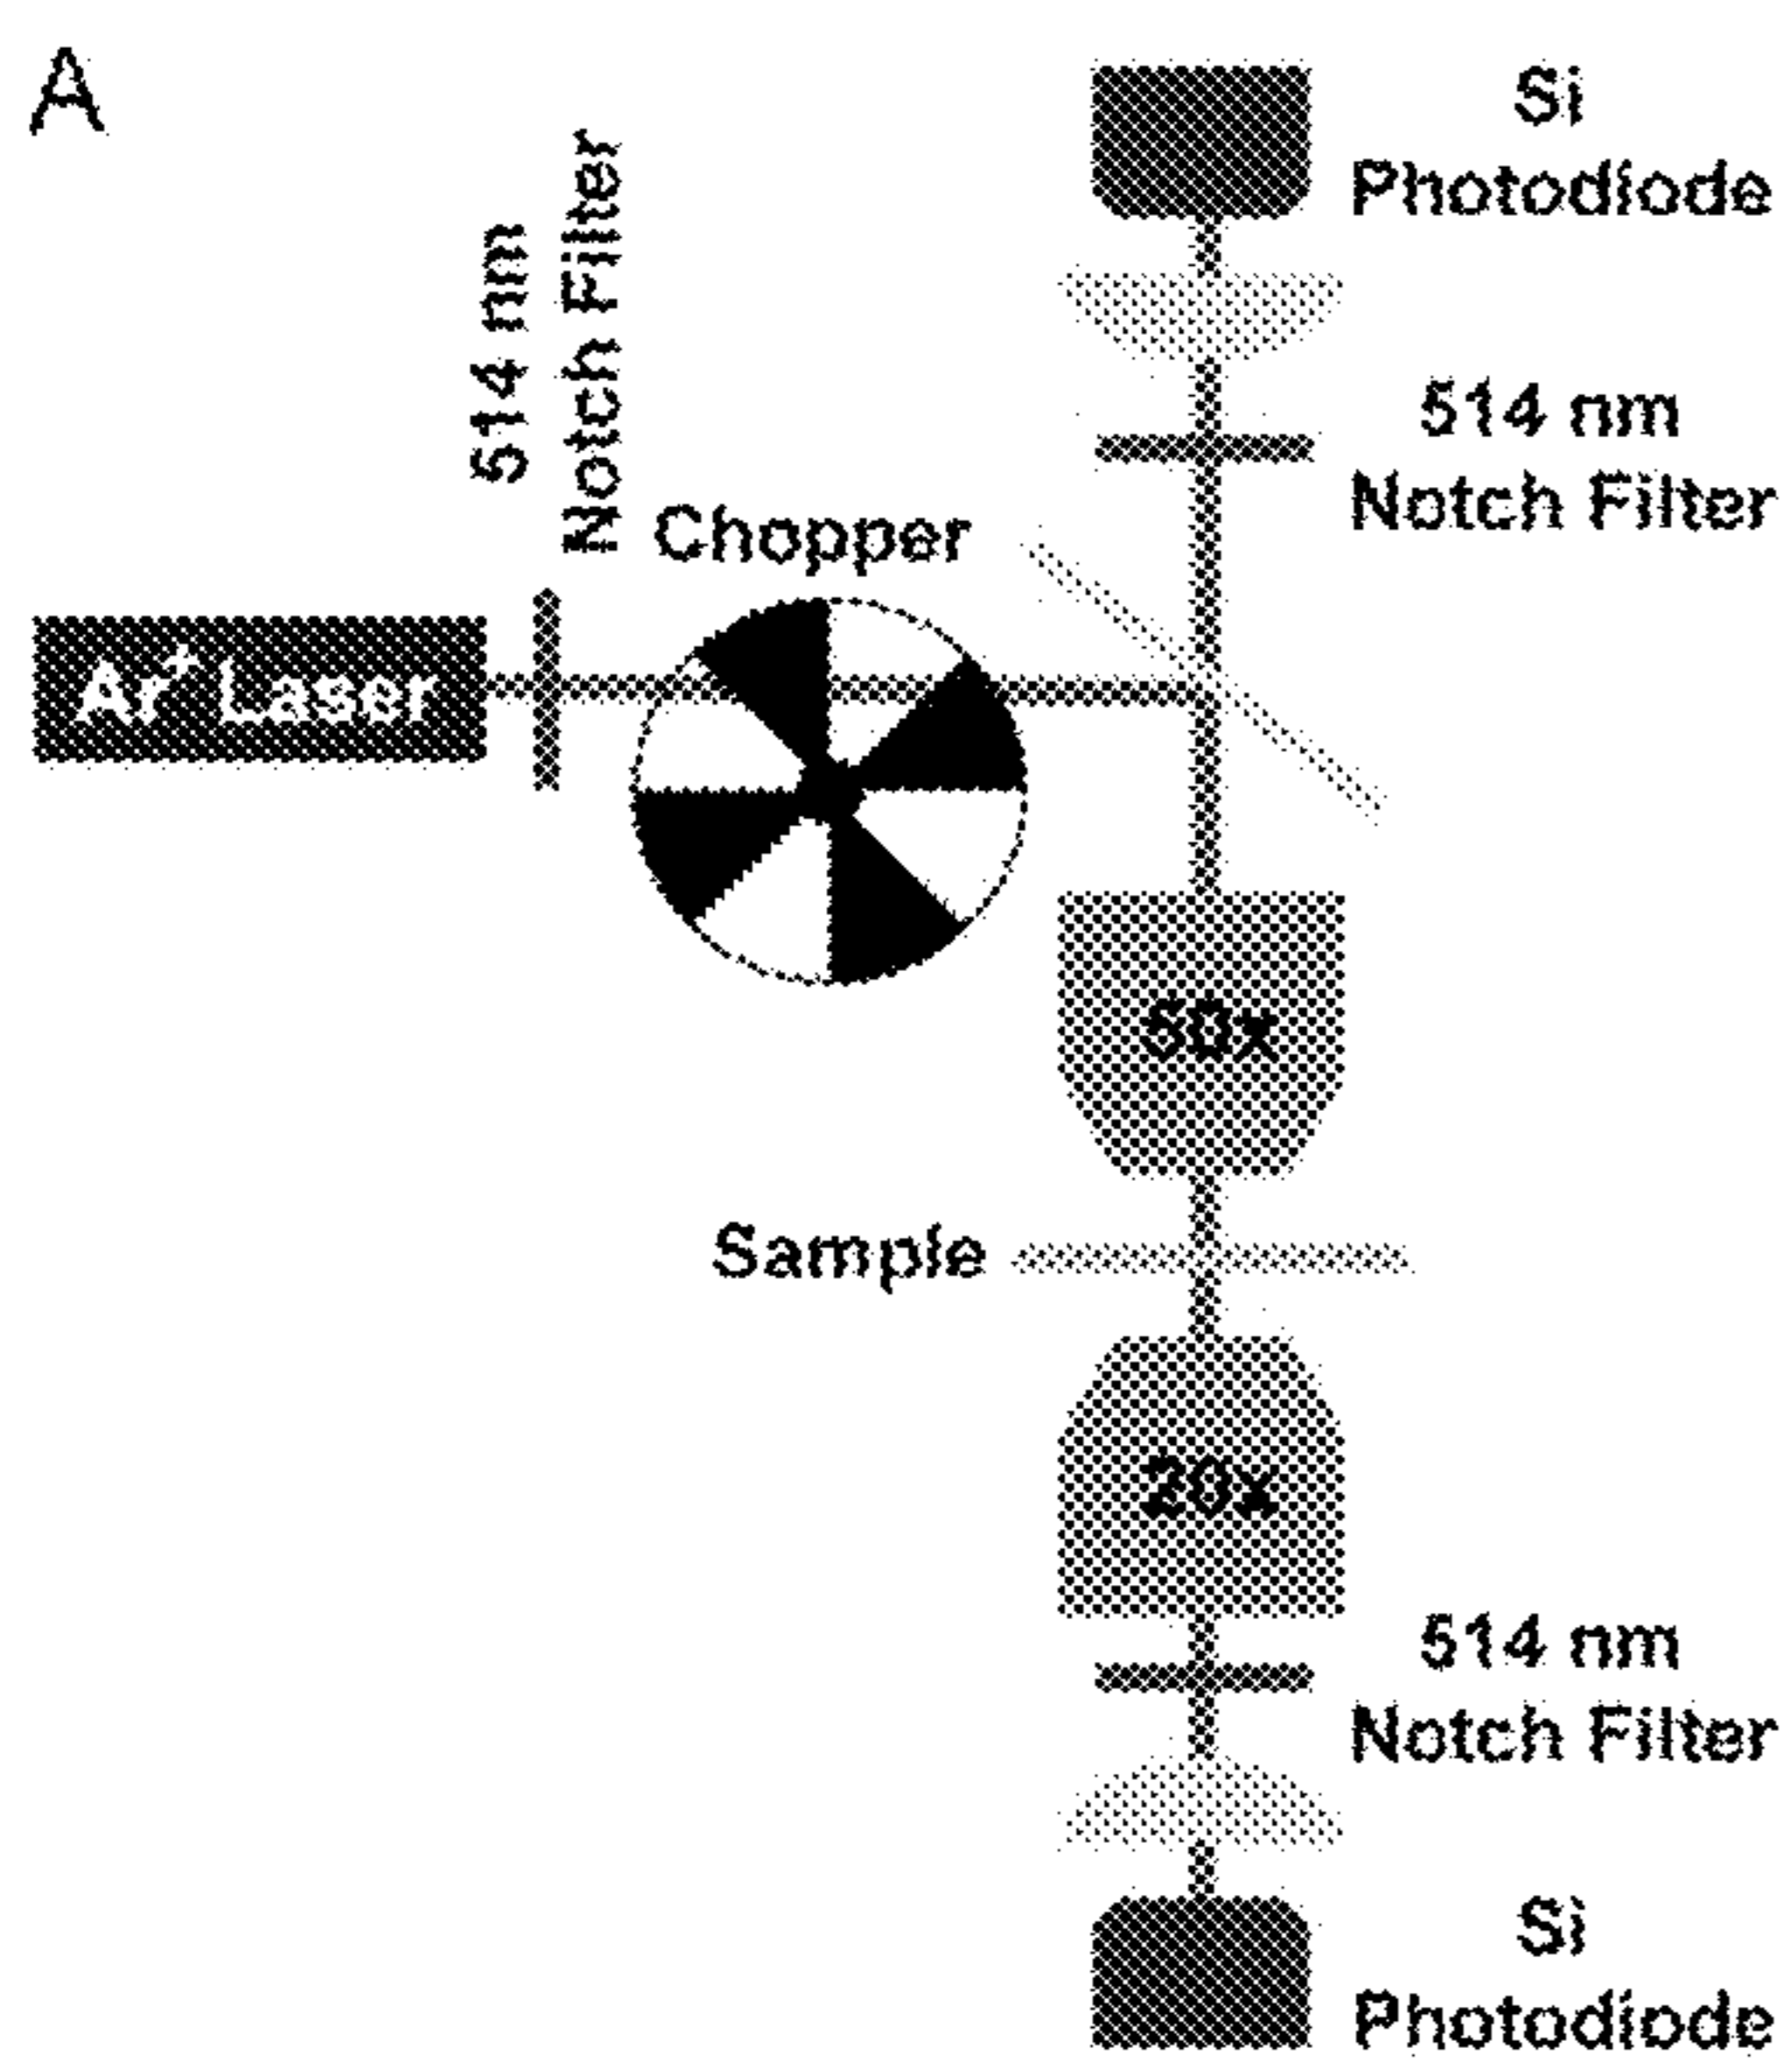 A
Si
Photodiode
514 nm
Notch Filter
514 nm
Notch Filter
Chopper
Ar+ Laser
50x
Sample
20x
514 nm
Notch Filter
Si
Photodiode